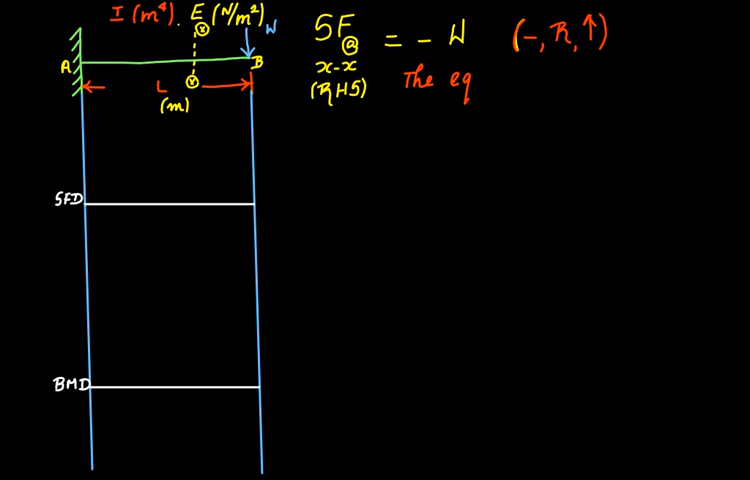 I (m⁴). E (N/m²)
W
A
B
L
(m)
x
x
SF @ x-x (RHS) = - W (-, R, ↑)
The eq
SFD
BMD